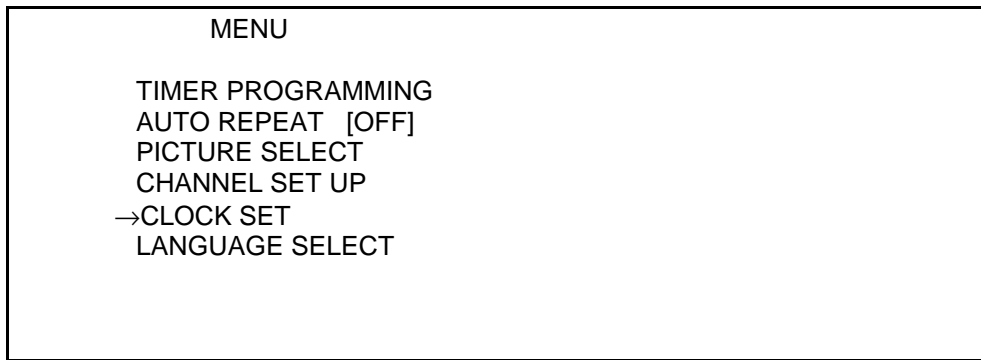 MENU
TIMER PROGRAMMING
AUTO REPEAT [OFF]
PICTURE SELECT
CHANNEL SET UP
→CLOCK SET
LANGUAGE SELECT